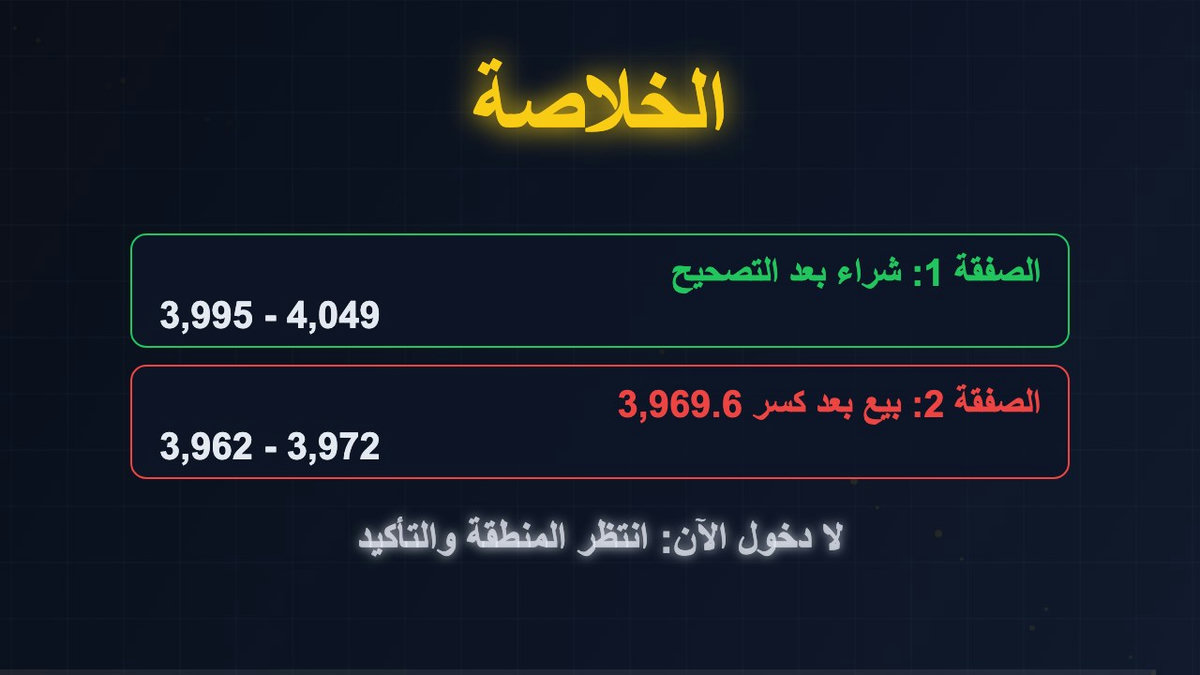 الخلاصة
الصفقة 1: شراء بعد التصحيح
3,995 - 4,049
الصفقة 2: بيع بعد كسر 3,969.6
3,962 - 3,972
لا دخول الآن: انتظر المنطقة والتأكيد